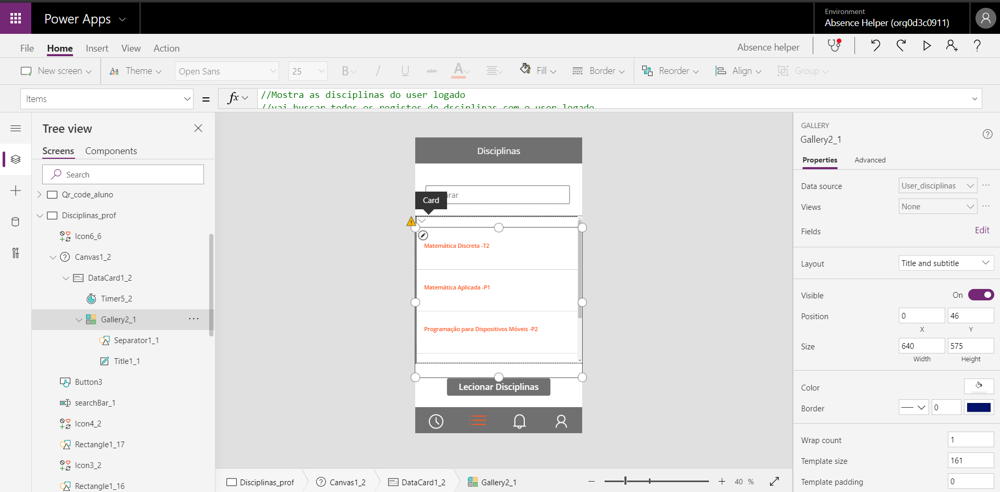 Power Apps
Environment
Absence Helper (org0d3c0911)
File Home Insert View Action
Absence helper
New screen
Theme
Open Sans
25
B
I
U
abc
A
Fill
Border
Reorder
Align
Group
Items
=
fx
//Mostra as disciplinas do user logado
//vai buscar todos os registos de dsciplinas com o user logado
Tree view
Screens Components
Search
Qr_code_aluno
Disciplinas_prof
Icon6_6
Canvas1_2
DataCard1_2
Timer5_2
Gallery2_1
Separator1_1
Title1_1
Button3
searchBar_1
Icon4_2
Rectangle1_17
Icon3_2
Rectangle1_16
Disciplinas
urar
Card
Matemática Discreta -T2
Matemática Aplicada -P1
Programação para Dispositivos Móveis -P2
Lecionar Disciplinas
Disciplinas_prof
Canvas1_2
DataCard1_2
Gallery2_1
40 %
GALLERY
Gallery2_1
Properties Advanced
Data source User_disciplinas
Views None
Fields Edit
Layout Title and subtitle
Visible On
Position 0 46
X Y
Size 640 575
Width Height
Color
Border 0
Wrap count 1
Template size 161
Template padding 0